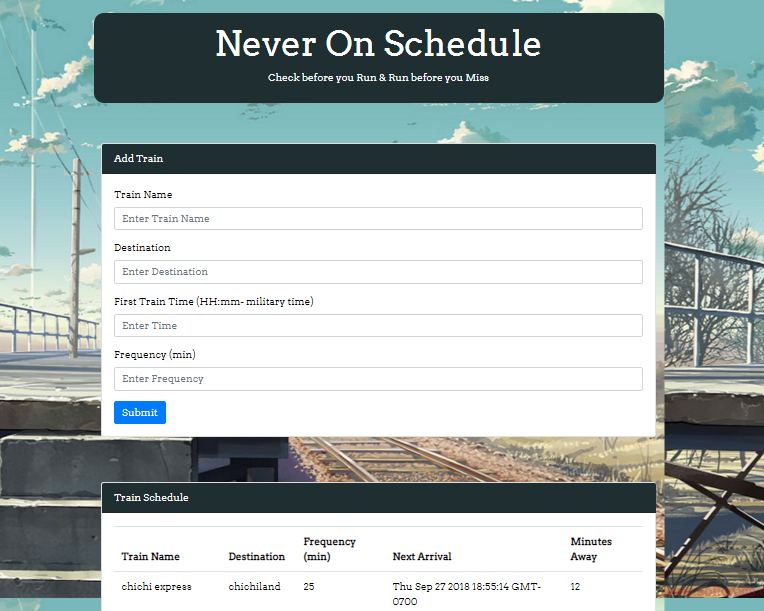 Never On Schedule
Check before you Run & Run before you Miss
Add Train
Train Name
Enter Train Name
Destination
Enter Destination
First Train Time (HH:mm- military time)
Enter Time
Frequency (min)
Enter Frequency
Submit
Train Schedule
Train Name Destination Frequency (min) Next Arrival Minutes Away
chichi express chichiland 25 Thu Sep 27 2018 18:55:14 GMT-0700 12